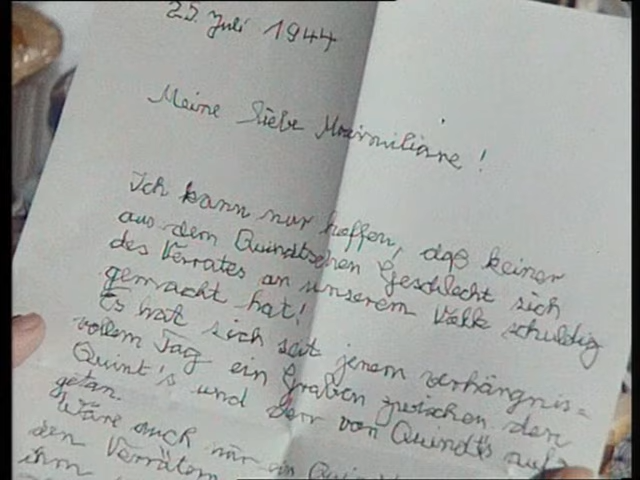 25. Juli 1944
Meine liebe Maximiliane!
Ich kann nur hoffen, daß keiner
aus dem Quindtschen Geschlecht sich
des Verrates an unserem Volk schuldig
gemacht hat!
Es hat sich seit jenem verhängnis=
vollem Tag ein Graben zwischen den
Quint's und den von Quindt's auf=
getan.
Wäre auch nur ein
den Verrätern
ihm